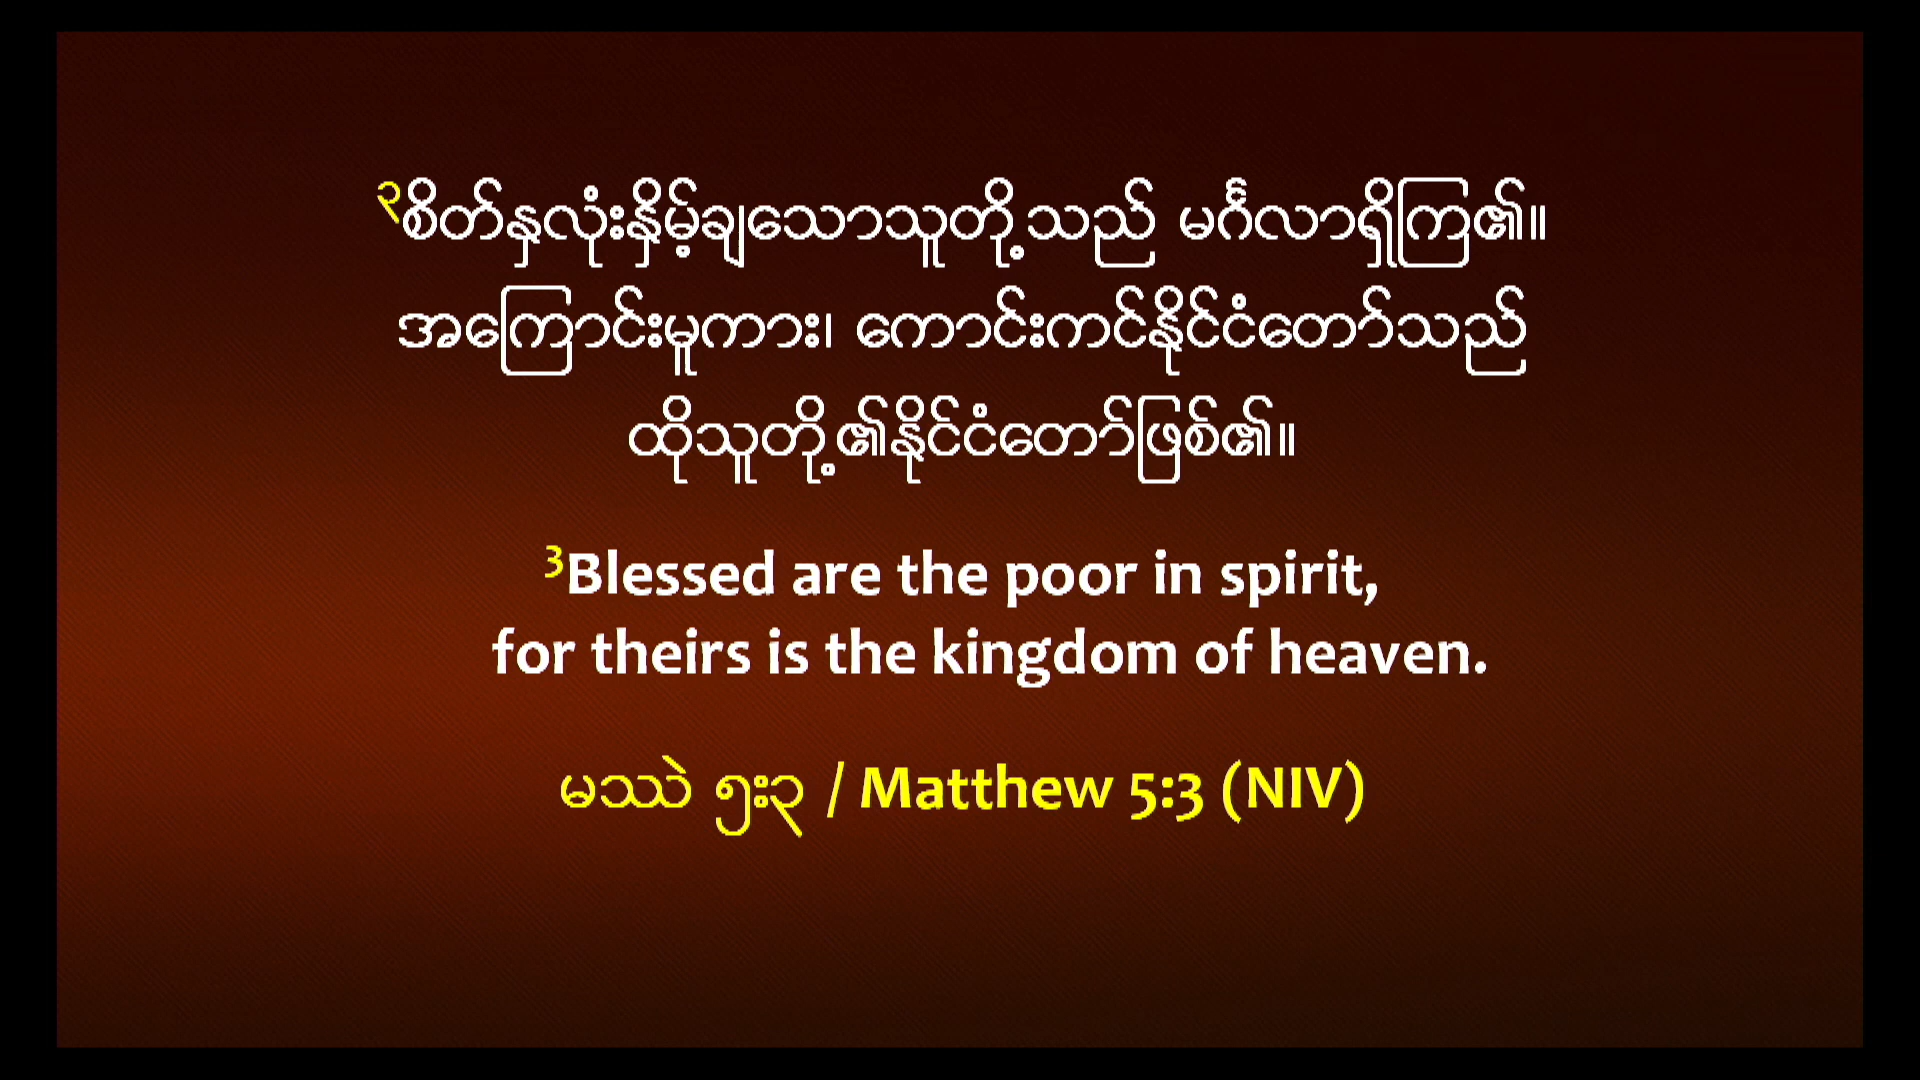 ၃စိတ်နှလုံးနှိမ့်ချသောသူတို့သည် မင်္ဂလာရှိကြ၏။
အကြောင်းမူကား၊ ကောင်းကင်နိုင်ငံတော်သည်
ထိုသူတို့၏နိုင်ငံတော်ဖြစ်၏။
3Blessed are the poor in spirit,
for theirs is the kingdom of heaven.
မဿဲ ၅း၃ / Matthew 5:3 (NIV)